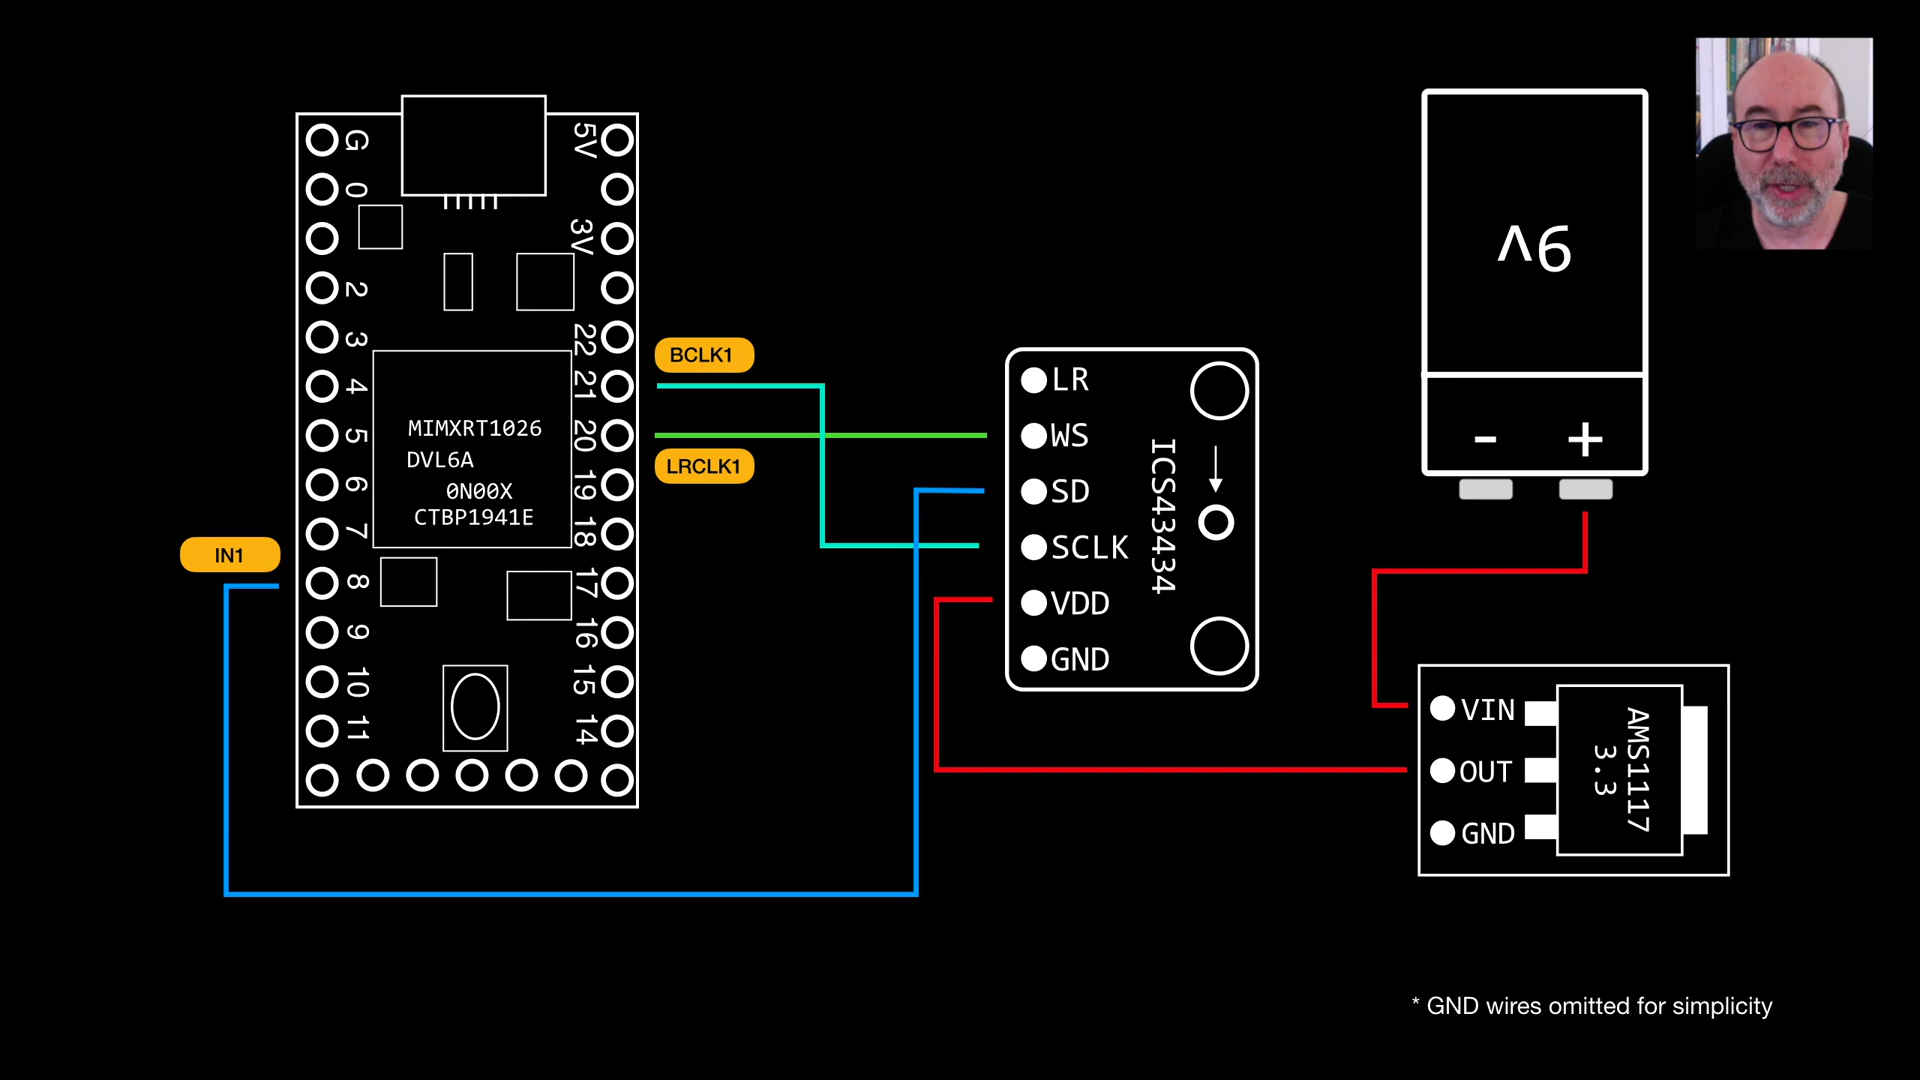 G
0
2
3
4
5
6
7
8
9
10
11
5V
3V
22
21
20
19
18
17
16
15
14
MIMXRT1026
DVL6A
0N00X
CTBP1941E
IN1
BCLK1
LRCLK1
LR
WS
SD
SCLK
VDD
GND
ICS43434
9V
- +
VIN
OUT
GND
AMS1117
3.3
* GND wires omitted for simplicity